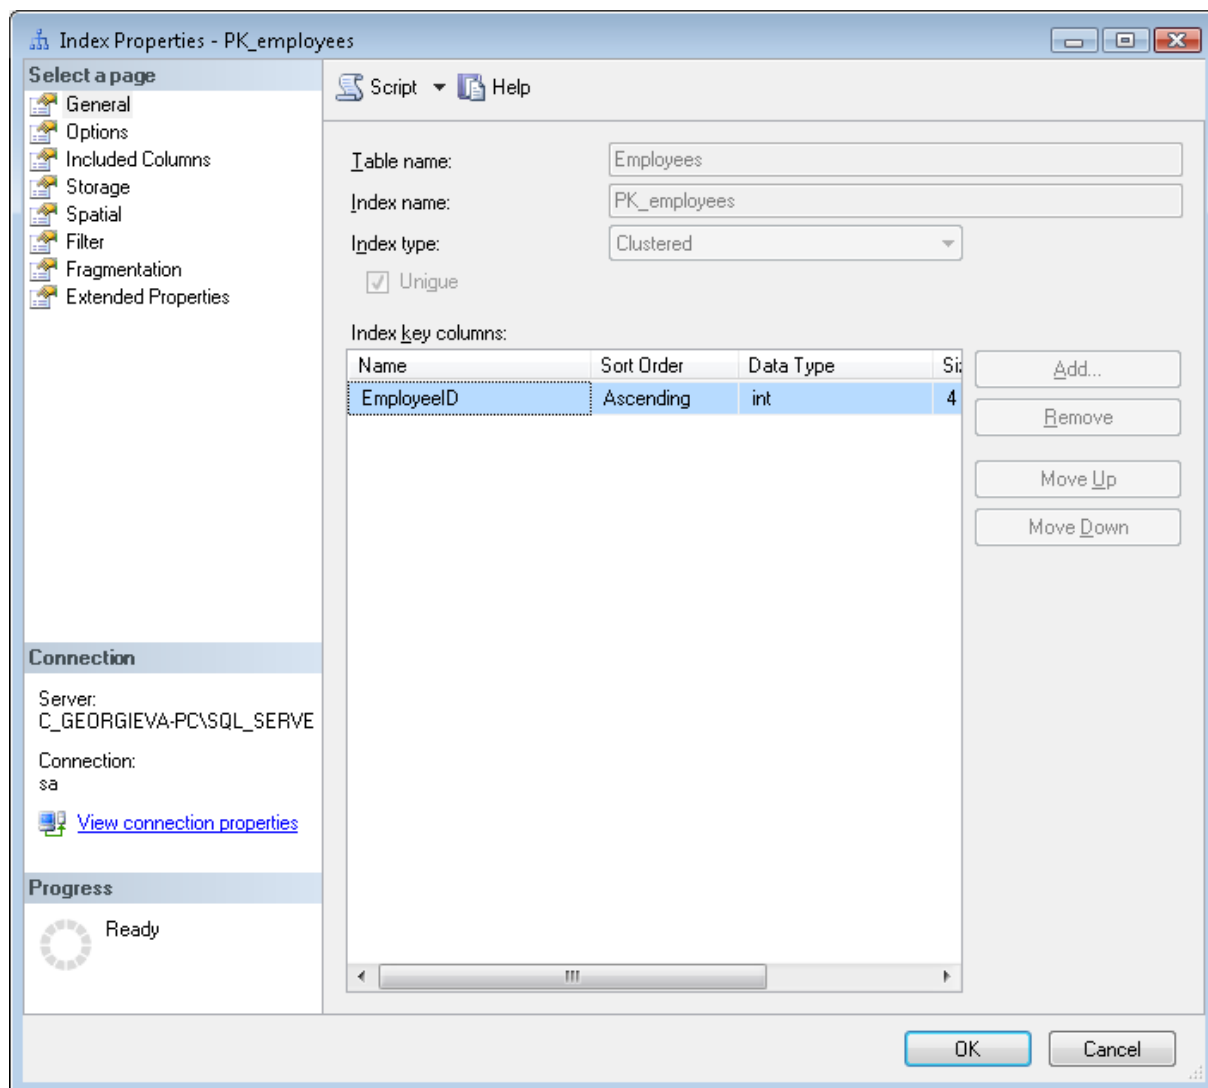 Index Properties - PK_employees
Select a page
General
Options
Included Columns
Storage
Spatial
Filter
Fragmentation
Extended Properties
Connection
Server:
C_GEORGIEVA-PC\SQL_SERVE
Connection:
sa
View connection properties
Progress
Ready
Script Help
Table name: Employees
Index name: PK_employees
Index type: Clustered
Unique
Index key columns:
Name Sort Order Data Type
EmployeeID Ascending int 4
Add...
Remove
Move Up
Move Down
OK Cancel